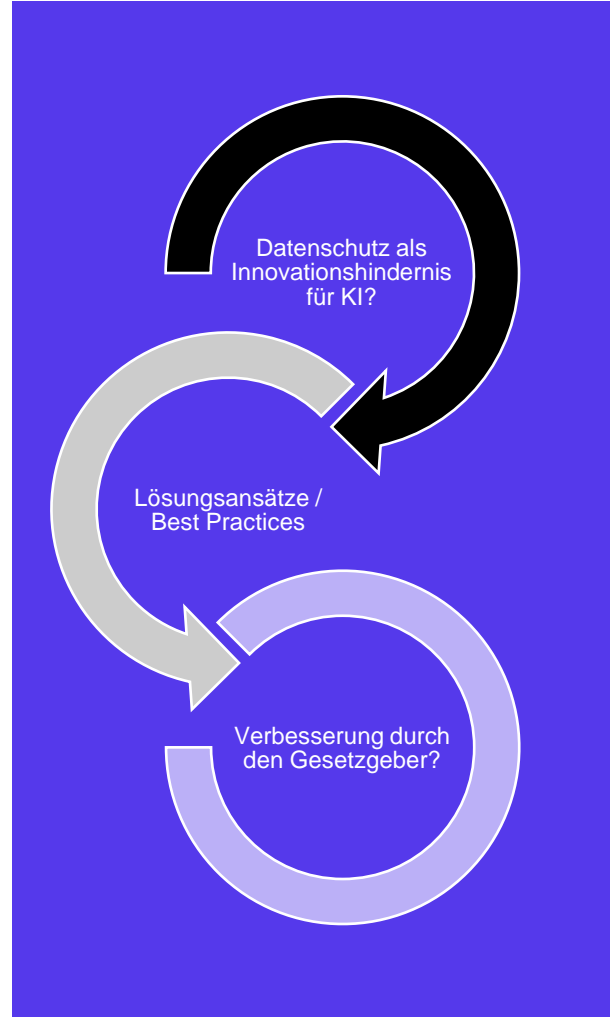 Datenschutz als
Innovationshindernis
für KI?
Lösungsansätze /
Best Practices
Verbesserung durch
den Gesetzgeber?